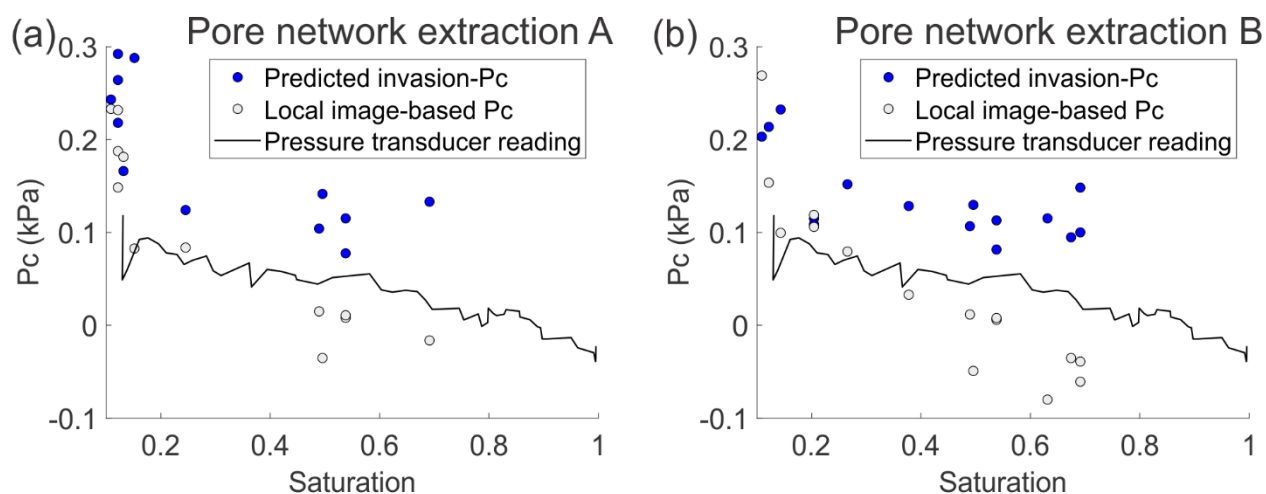 (a) Pore network extraction A
0.3
0.2
0.1
0
-0.1
Pc (kPa)
Predicted invasion-Pc
Local image-based Pc
Pressure transducer reading
0.2 0.4 0.6 0.8 1
Saturation
(b) Pore network extraction B
0.3
0.2
0.1
0
-0.1
Pc (kPa)
Predicted invasion-Pc
Local image-based Pc
Pressure transducer reading
0.2 0.4 0.6 0.8 1
Saturation